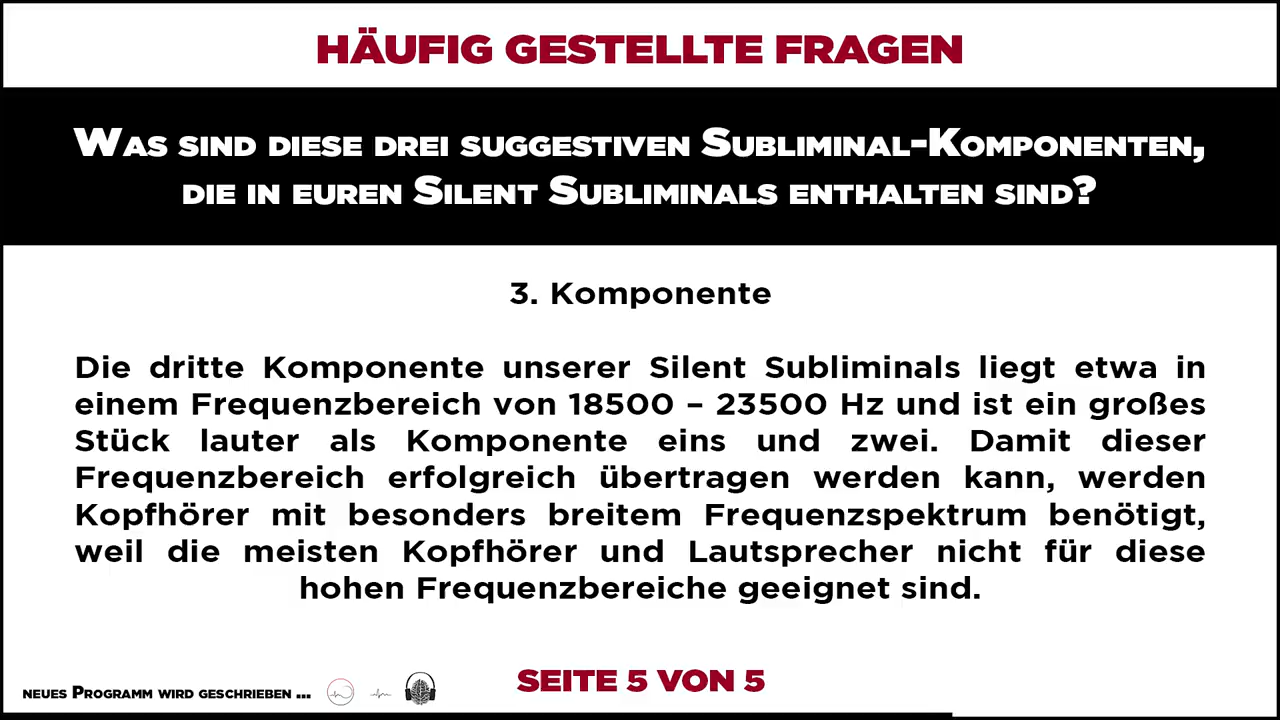 HÄUFIG GESTELLTE FRAGEN
WAS SIND DIESE DREI SUGGESTIVEN SUBLIMINAL-KOMPONENTEN,
DIE IN EUREN SILENT SUBLIMINALS ENTHALTEN SIND?
3. Komponente
Die dritte Komponente unserer Silent Subliminals liegt etwa in
einem Frequenzbereich von 18500 – 23500 Hz und ist ein großes
Stück lauter als Komponente eins und zwei. Damit dieser
Frequenzbereich erfolgreich übertragen werden kann, werden
Kopfhörer mit besonders breitem Frequenzspektrum benötigt,
weil die meisten Kopfhörer und Lautsprecher nicht für diese
hohen Frequenzbereiche geeignet sind.
SEITE 5 VON 5
NEUES PROGRAMM WIRD GESCHRIEBEN ...